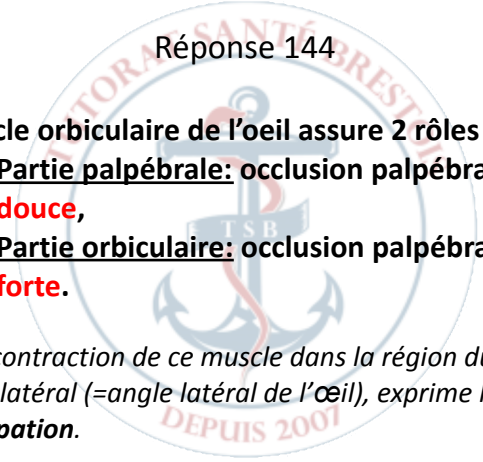 Réponse 144
TUTORAT SANTÉ BRESTOIS
cle orbiculaire de l'oeil assure 2 rôles
Partie palpébrale: occlusion palpébra
douce,
TSB
Partie orbiculaire: occlusion palpébra
forte.
contraction de ce muscle dans la région du
latéral (=angle latéral de l'œil), exprime
pation.
DEPUIS 2007